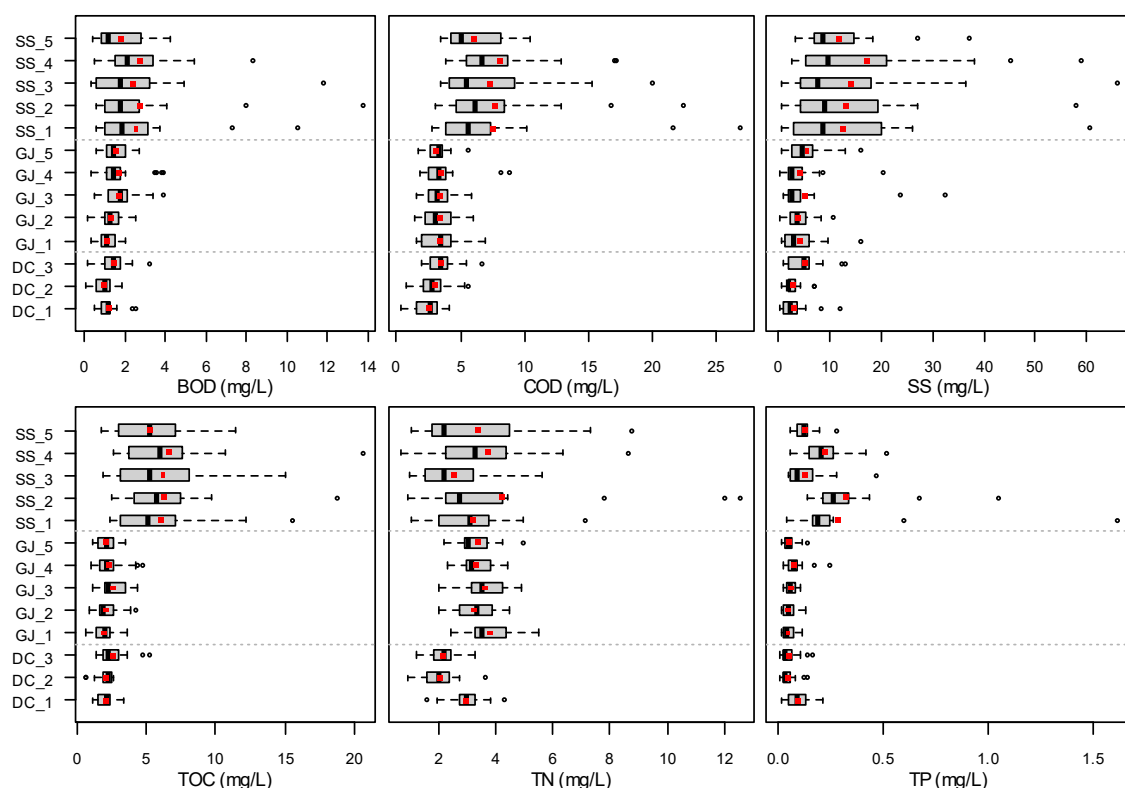 SS_5
SS_4
SS_3
SS_2
SS_1
GJ_5
GJ_4
GJ_3
GJ_2
GJ_1
DC_3
DC_2
DC_1
0 2 4 6 8 10 12 14
BOD (mg/L)
0 5 10 15 20 25
COD (mg/L)
0 10 20 30 40 50 60
SS (mg/L)
SS_5
SS_4
SS_3
SS_2
SS_1
GJ_5
GJ_4
GJ_3
GJ_2
GJ_1
DC_3
DC_2
DC_1
0 5 10 15 20
TOC (mg/L)
2 4 6 8 10 12
TN (mg/L)
0.0 0.5 1.0 1.5
TP (mg/L)